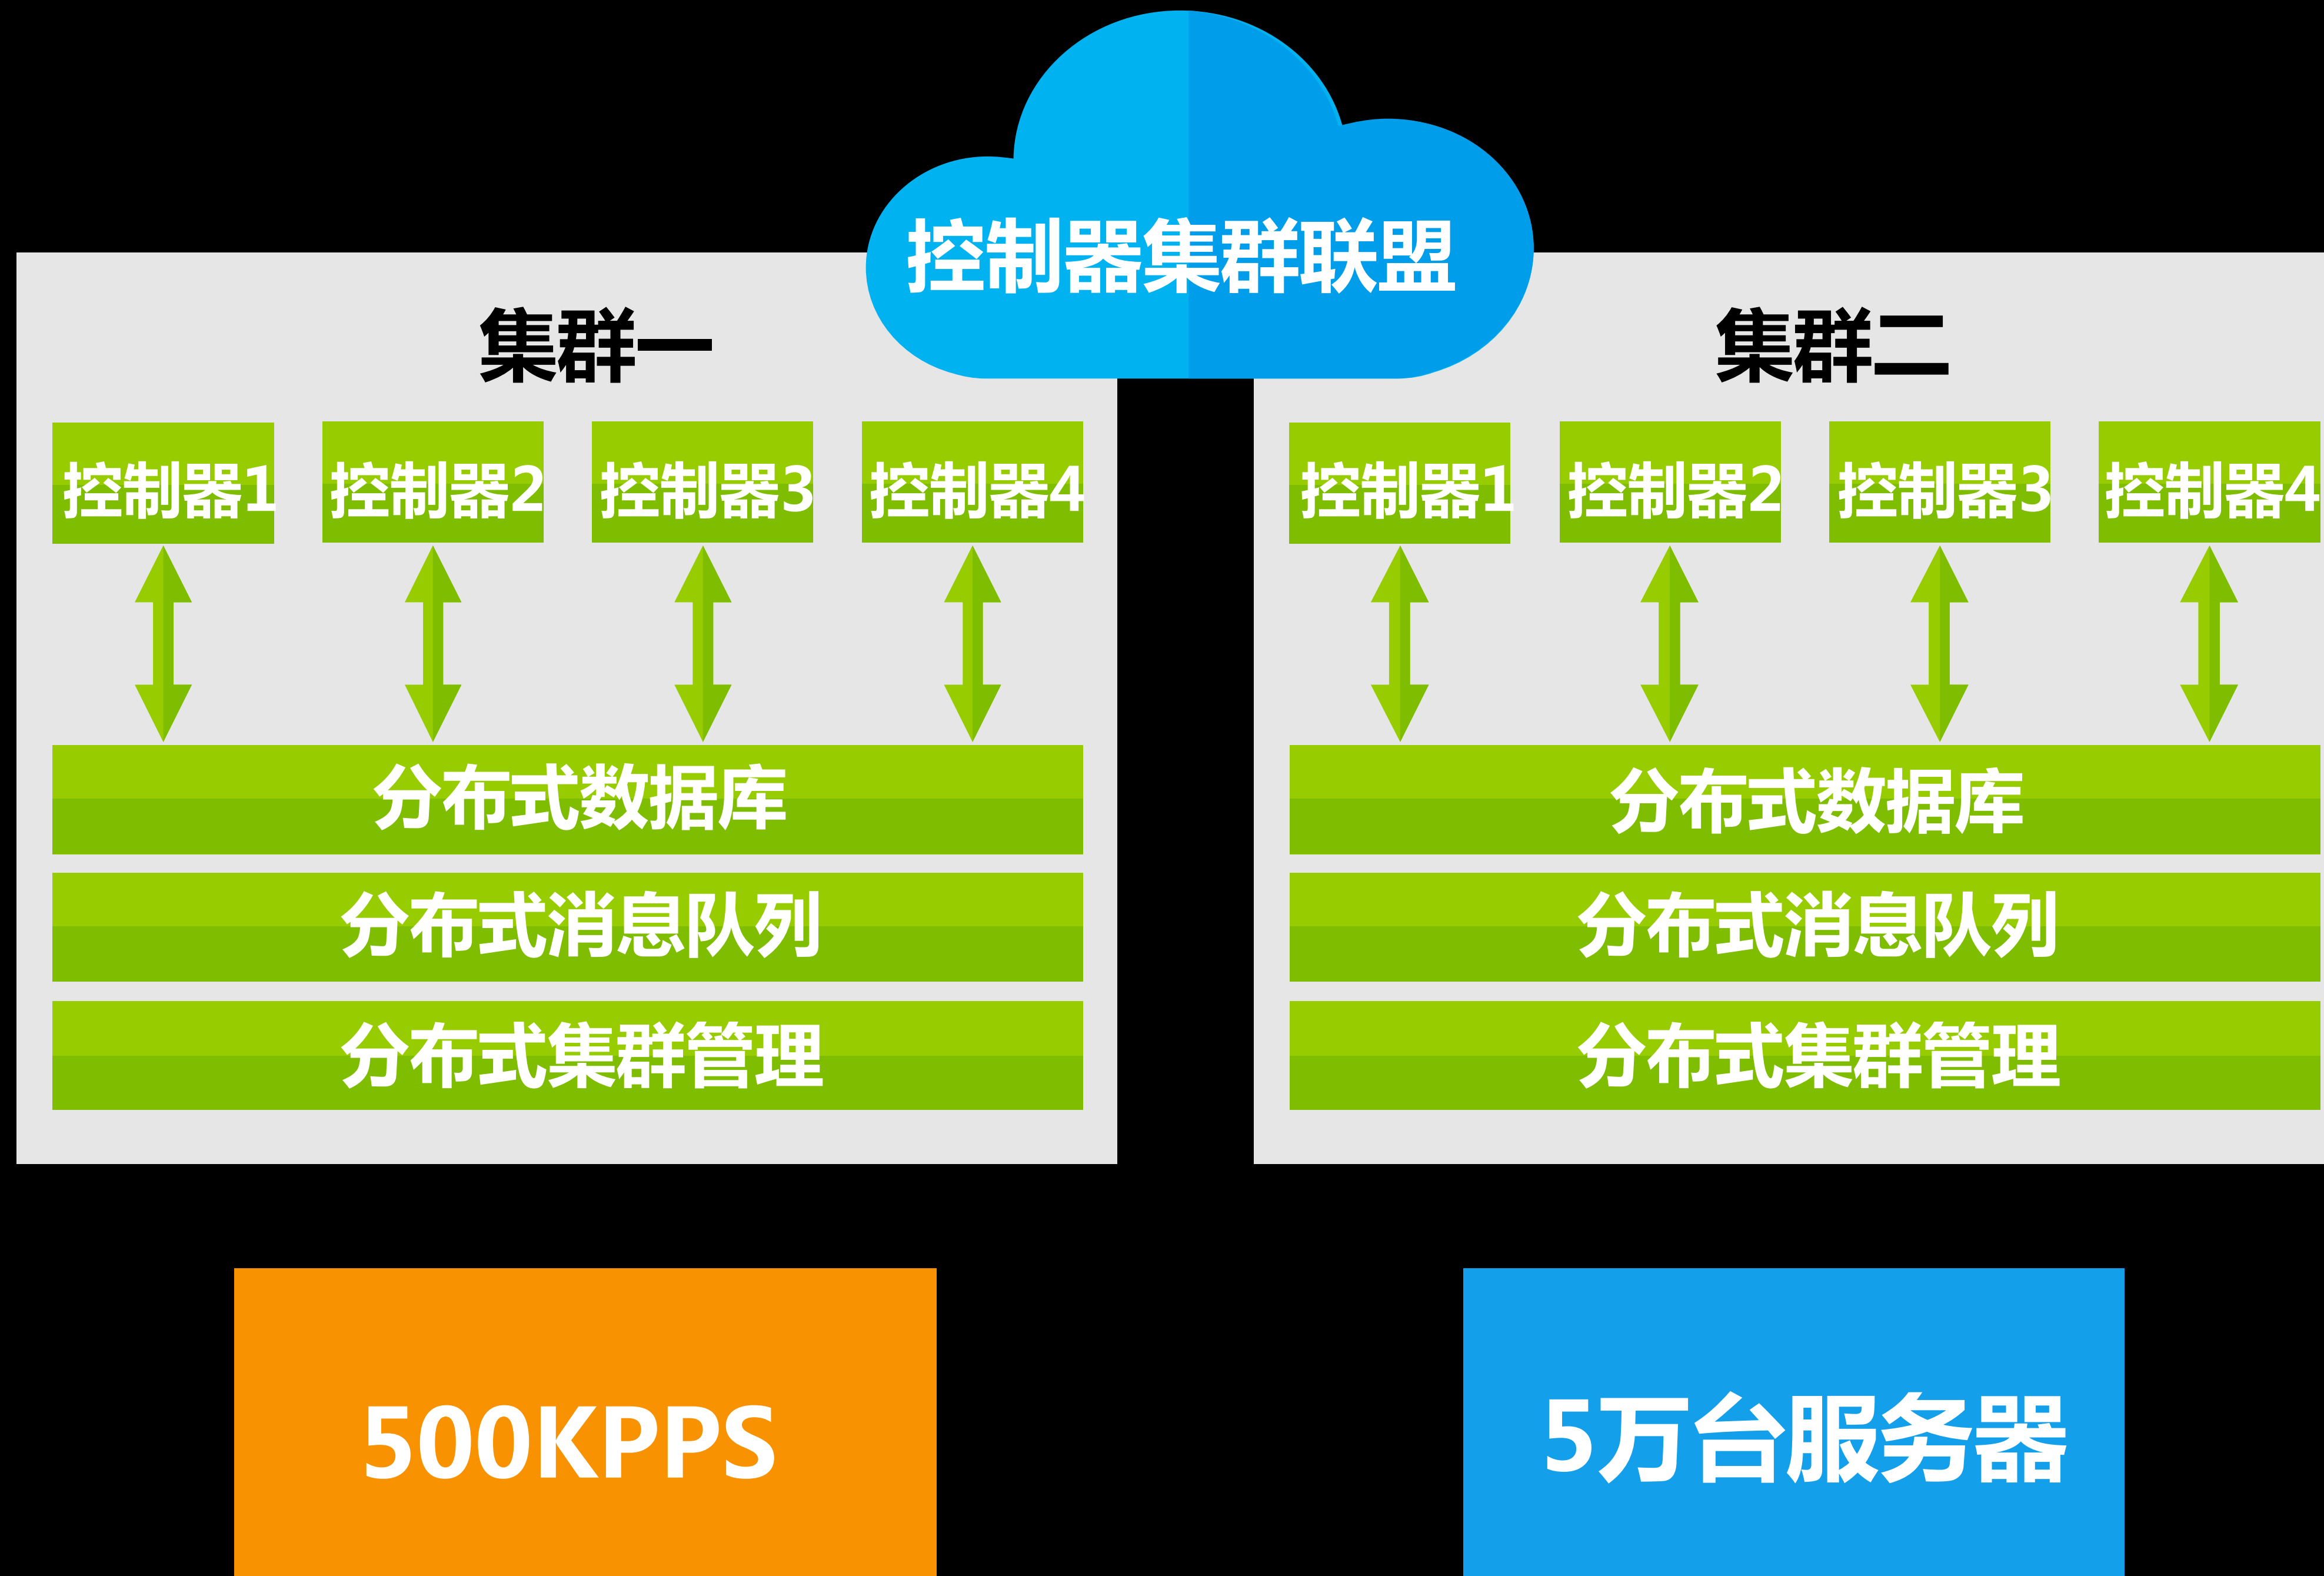 控制器集群联盟
集群一
控制器1
控制器2
控制器3
控制器4
分布式数据库
分布式消息队列
分布式集群管理
集群二
控制器1
控制器2
控制器3
控制器4
分布式数据库
分布式消息队列
分布式集群管理
500KPPS
5万台服务器